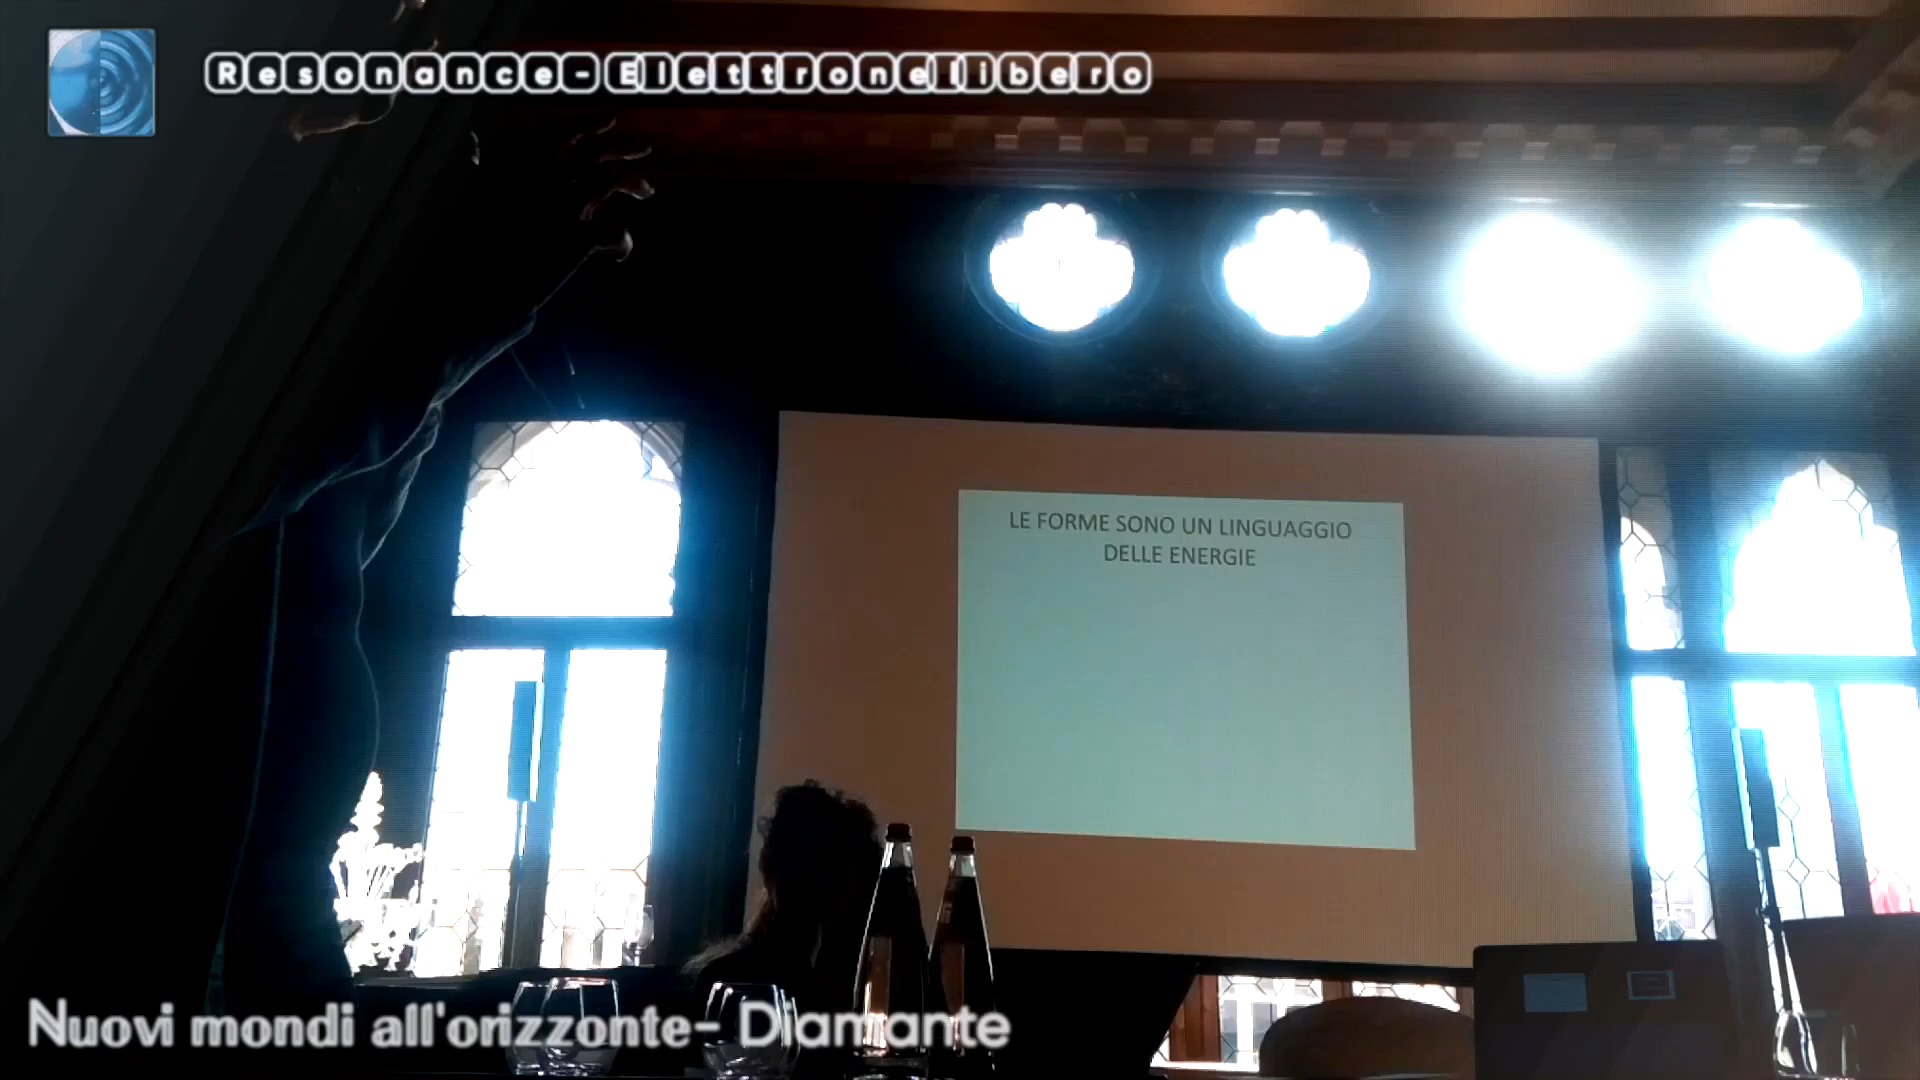 Resonance-Elettronelibero
LE FORME SONO UN LINGUAGGIO
DELLE ENERGIE
Nuovi mondi all'orizzonte- Diamante